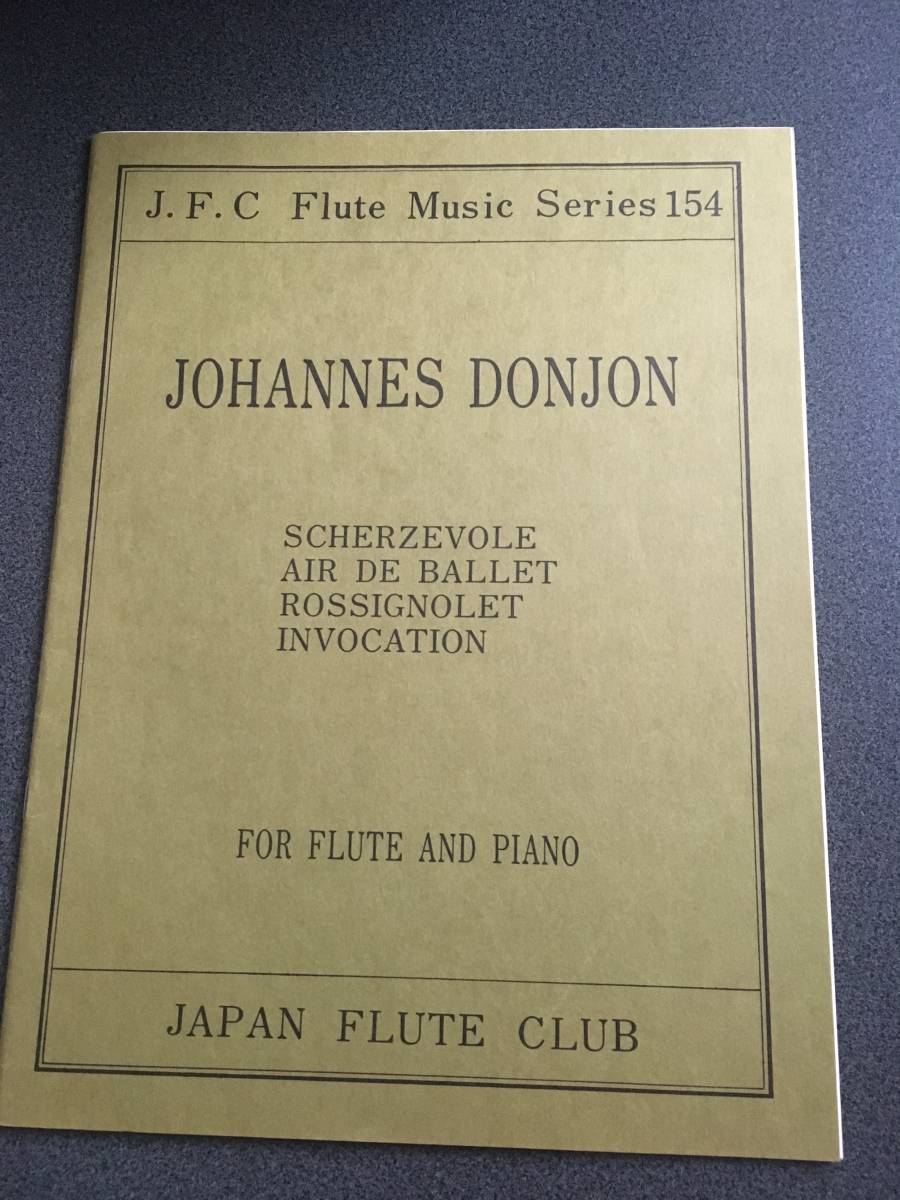 J. F. C Flute Music Series 154
JOHANNES DONJON
SCHERZEVOLE
AIR DE BALLET
ROSSIGNOLET
INVOCATION
FOR FLUTE AND PIANO
JAPAN FLUTE CLUB